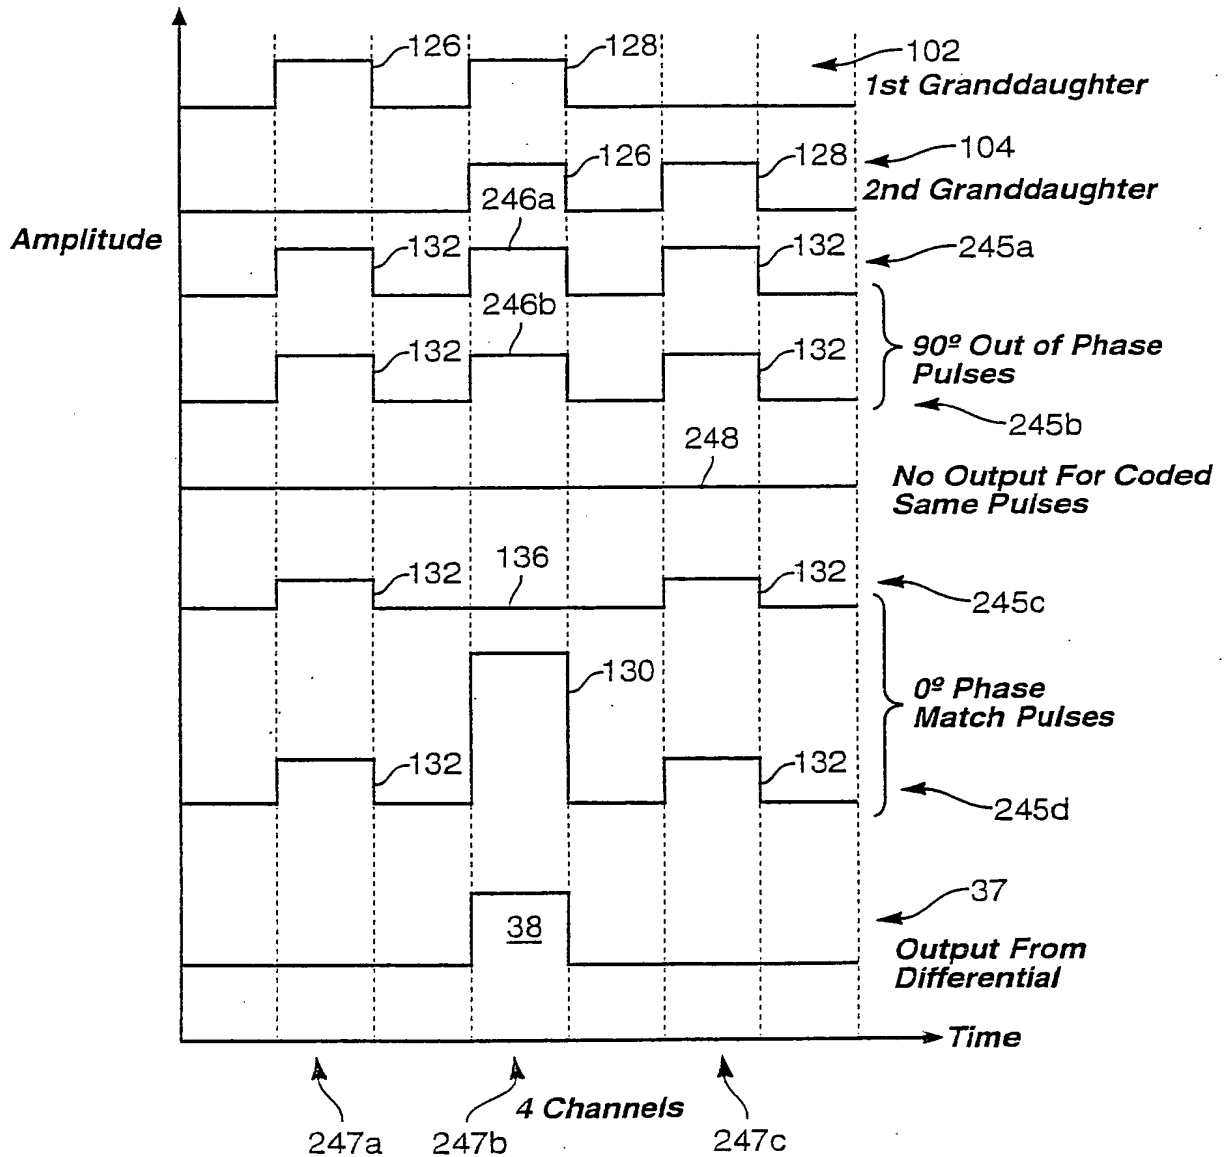 126
128
102
1st Granddaughter
126
128
104
2nd Granddaughter
246a
Amplitude
132
132
245a
246b
132
132
90º Out of Phase
Pulses
245b
248
No Output For Coded
Same Pulses
136
132
132
245c
130
0º Phase
Match Pulses
132
132
245d
37
38
Output From
Differential
Time
4 Channels
247a
247b
247c